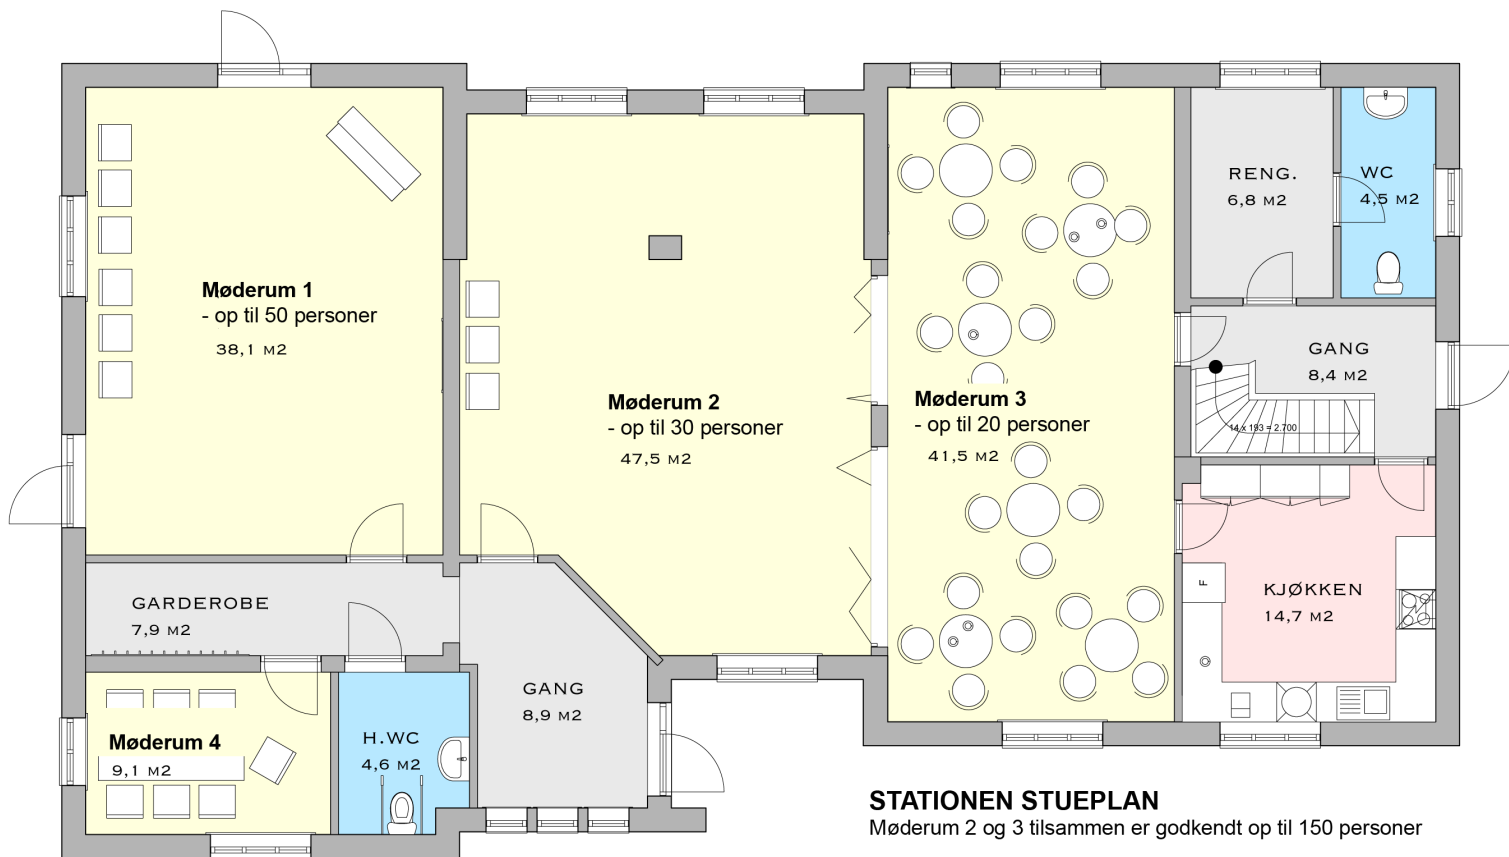 Møderum 1
- op til 50 personer
38,1 M2
Møderum 2
- op til 30 personer
47,5 M2
Møderum 3
- op til 20 personer
41,5 M2
RENG.
6,8 M2
WC
4,5 M2
GANG
8,4 M2
14 x 193 = 2.700
KJØKKEN
14,7 M2
F
GARDEROBE
7,9 M2
GANG
8,9 M2
Møderum 4
9,1 M2
H.WC
4,6 M2
STATIONEN STUEPLAN
Møderum 2 og 3 tilsammen er godkendt op til 150 personer